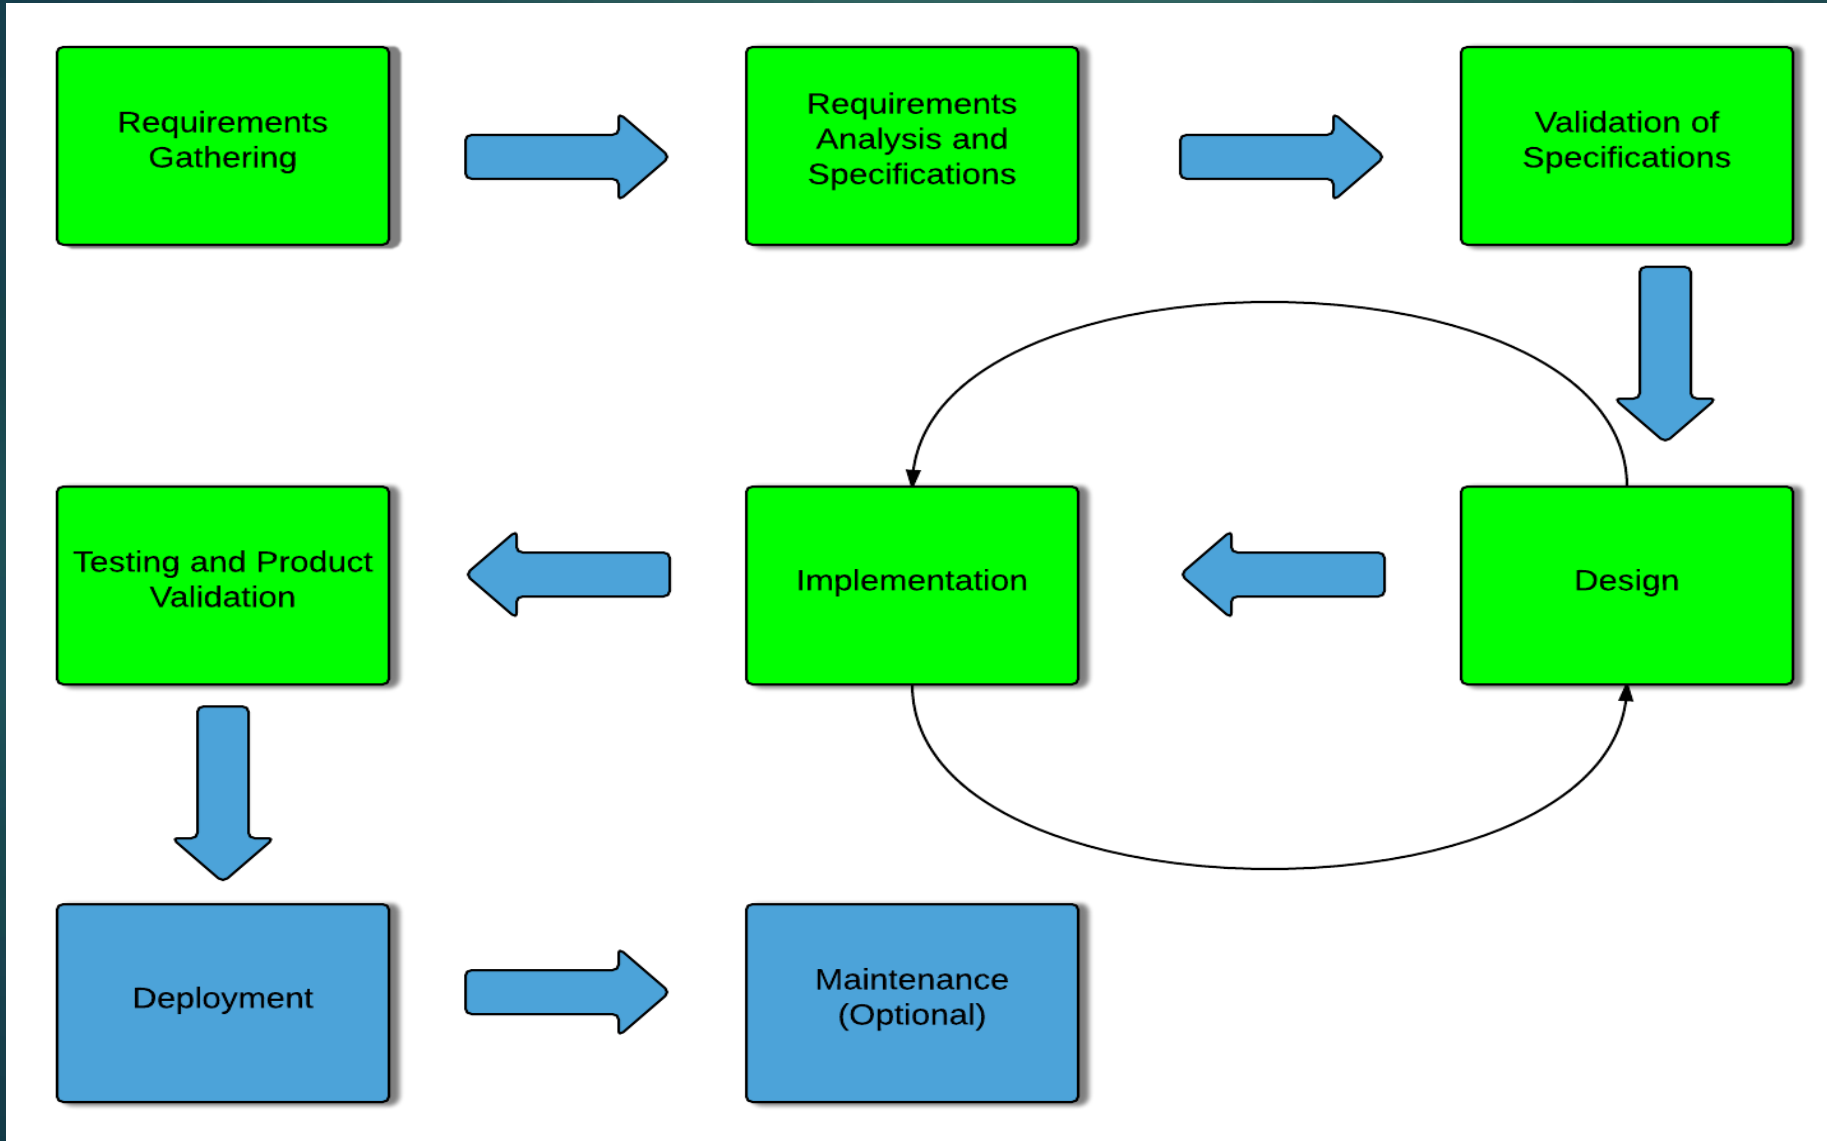 Requirements
Gathering
Requirements
Analysis and
Specifications
Validation of
Specifications
Testing and Product
Validation
Implementation
Design
Deployment
Maintenance
(Optional)